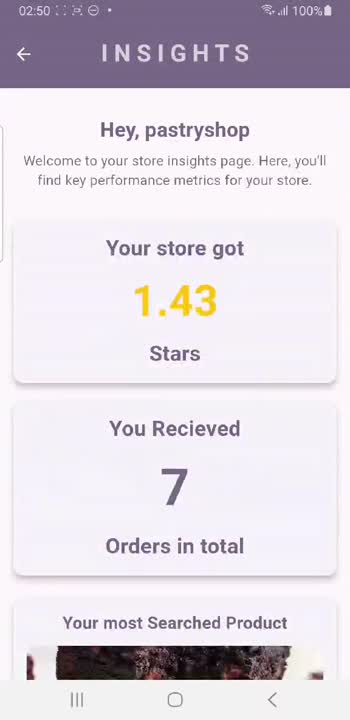 02:50
100%
INSIGHTS
Hey, pastryshop
Welcome to your store insights page. Here, you'll
find key performance metrics for your store.
Your store got
1.43
Stars
You Recieved
7
Orders in total
Your most Searched Product